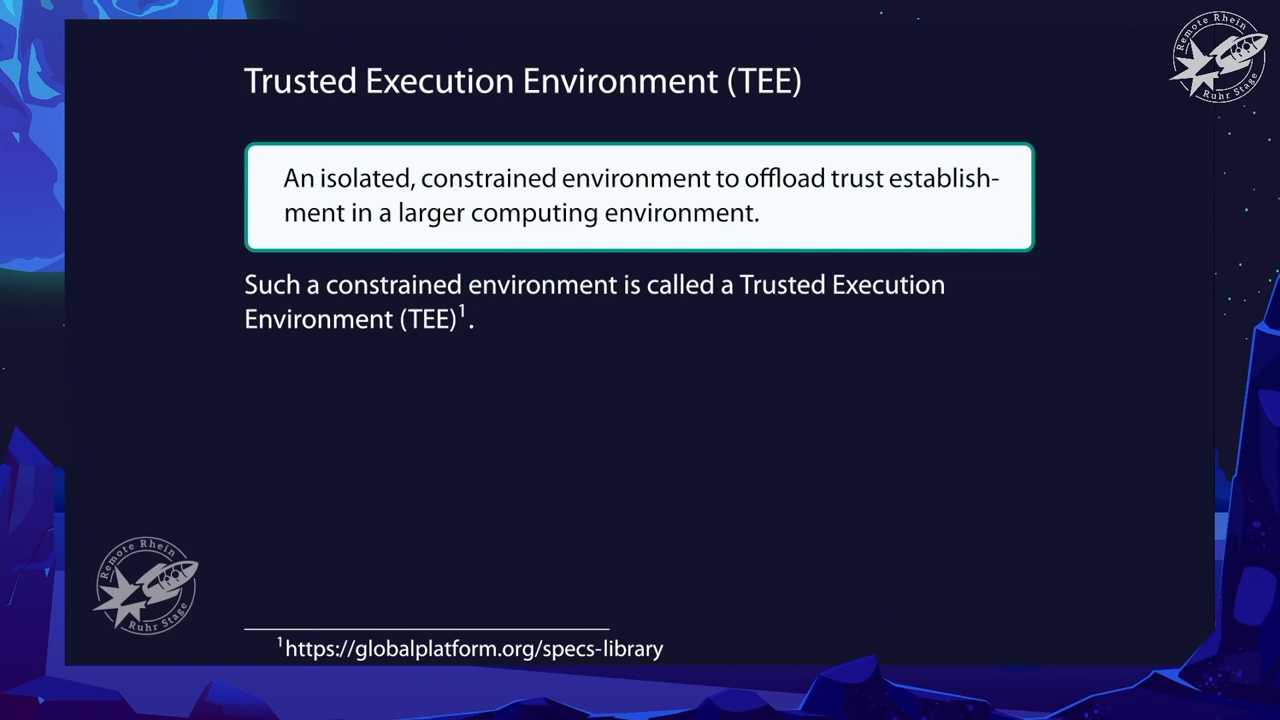 Remote Rhein
Ruhr Stage
Trusted Execution Environment (TEE)
An isolated, constrained environment to offload trust establish-
ment in a larger computing environment.
Such a constrained environment is called a Trusted Execution
Environment (TEE)¹.
Remote Rhein
Ruhr Stage
¹https://globalplatform.org/specs-library